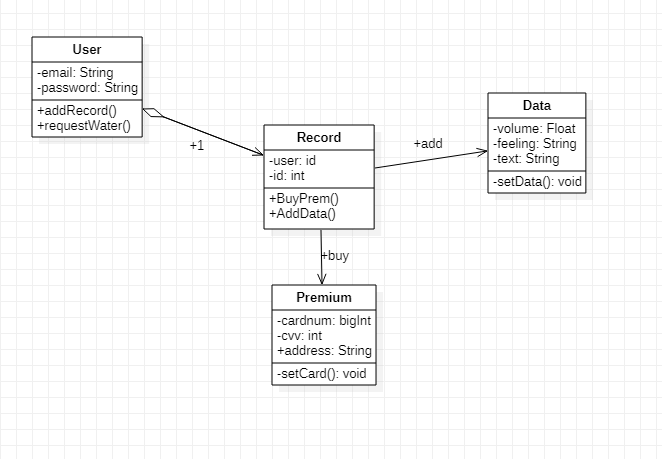 User
-email: String
-password: String
+addRecord()
+requestWater()
+1
Record
-user: id
-id: int
+BuyPrem()
+AddData()
+add
Data
-volume: Float
-feeling: String
-text: String
-setData(): void
+buy
Premium
-cardnum: bigInt
-cvv: int
+address: String
-setCard(): void